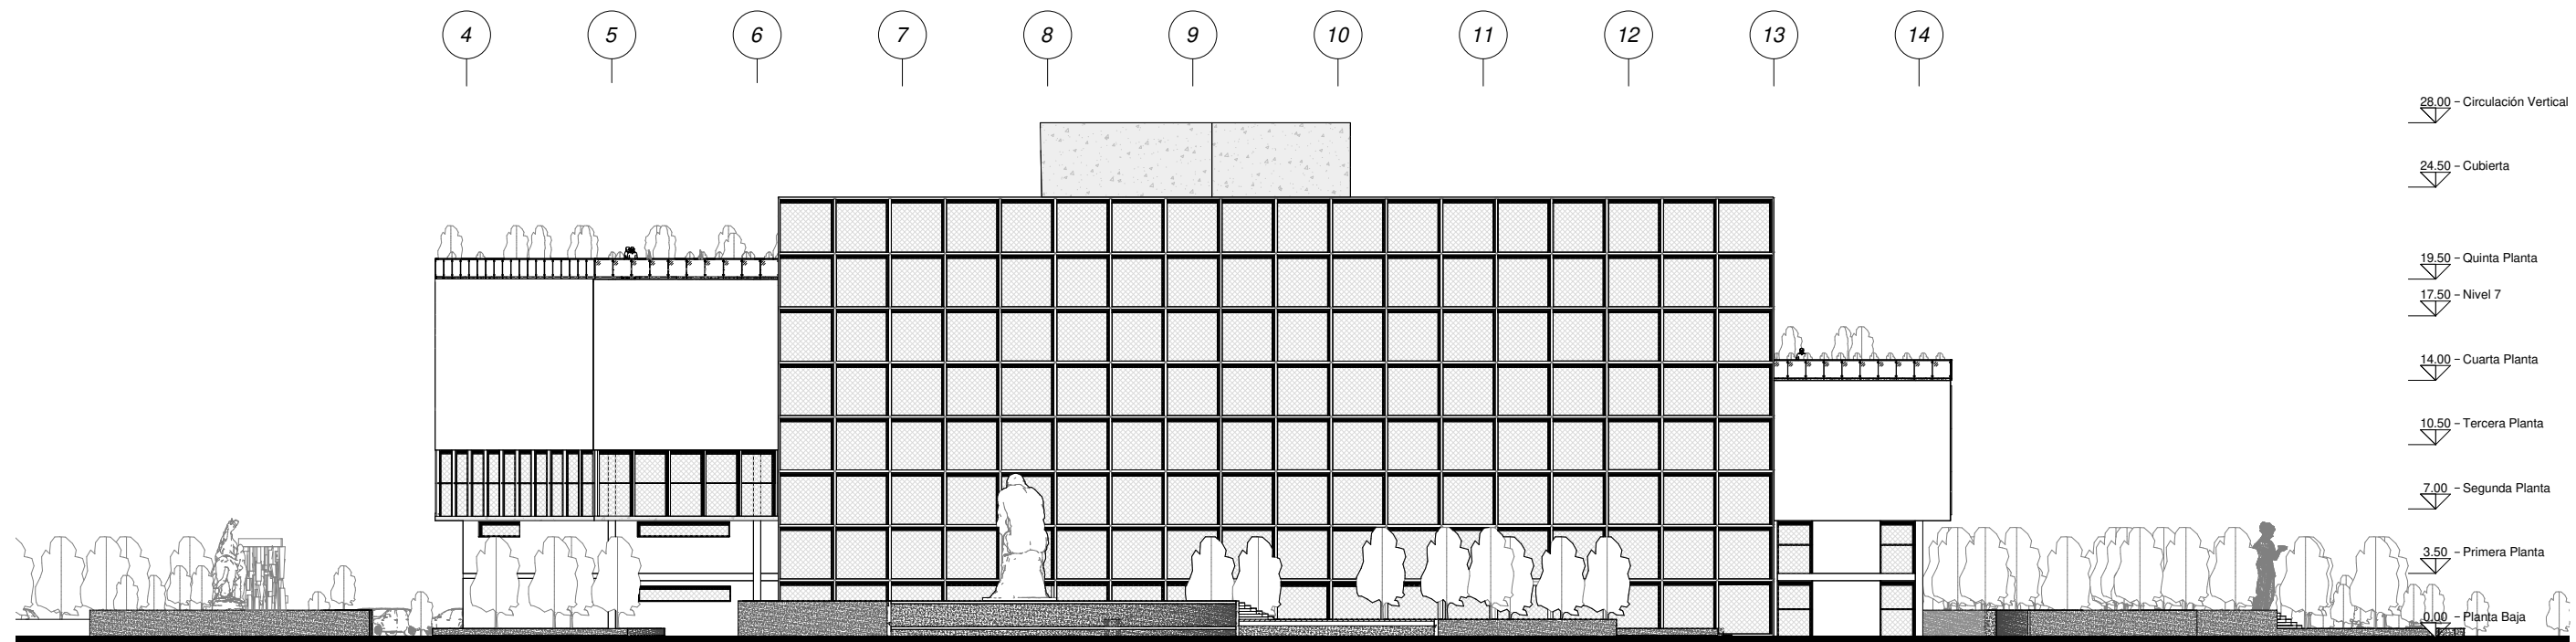 4 5 6 7 8 9 10 11 12 13 14
28.00 - Circulación Vertical
24.50 - Cubierta
19.50 - Quinta Planta
17.50 - Nivel 7
14.00 - Cuarta Planta
10.50 - Tercera Planta
7.00 - Segunda Planta
3.50 - Primera Planta
0.00 - Planta Baja